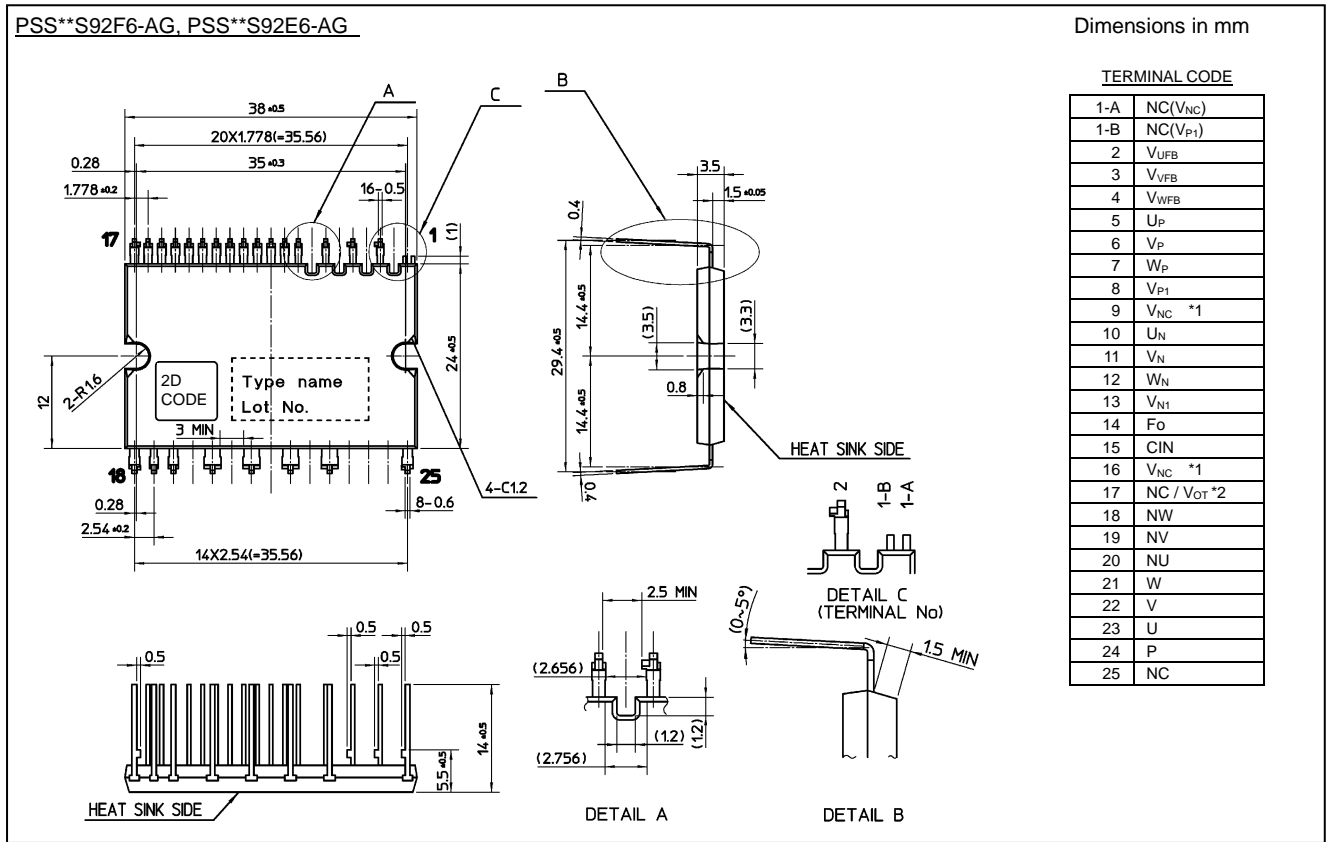 PSS**S92F6-AG, PSS**S92E6-AG
Dimensions in mm
A
C
B
38 ±0.5
20X1.778(=35.56)
0.28
35 ±0.3
1.778 ±0.2
16-0.5
17
1
(1)
12
2-R1.6
2D
CODE
Type name
Lot No.
3 MIN
24 ±0.5
18
25
4-C1.2
0.28
8-0.6
2.54 ±0.2
14X2.54(=35.56)
3.5
1.5 ±0.05
0.4
29.4 ±0.5
14.4 ±0.5
14.4 ±0.5
(3.5)
(3.3)
0.8
0.4
HEAT SINK SIDE
2
1-B
1-A
DETAIL C
(TERMINAL No)
0.5
0.5
0.5
0.5
14 ±0.5
5.5 ±0.5
HEAT SINK SIDE
2.5 MIN
(2.656)
(1.2)
(1.2)
(2.756)
DETAIL A
(0~5°)
1.5 MIN
DETAIL B
TERMINAL CODE
1-A NC(VNC)
1-B NC(VP1)
2 VUFB
3 VVFB
4 VWFB
5 UP
6 VP
7 WP
8 VP1
9 VNC *1
10 UN
11 VN
12 WN
13 VN1
14 Fo
15 CIN
16 VNC *1
17 NC / VOT *2
18 NW
19 NV
20 NU
21 W
22 V
23 U
24 P
25 NC